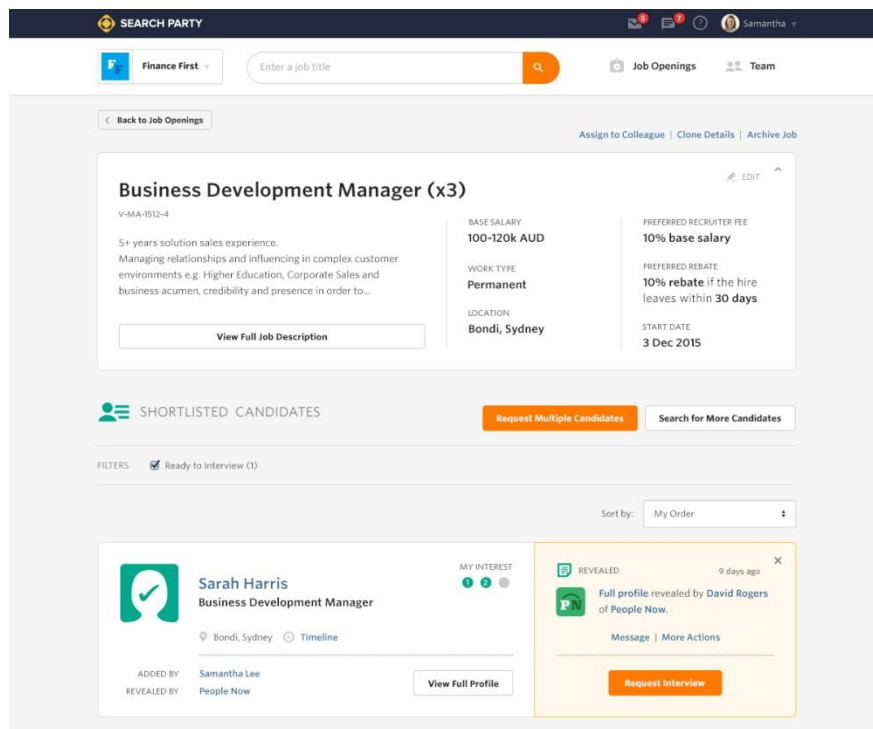 SEARCH PARTY
5
7
?
Samantha
FF
Finance First
Enter a job title
Job Openings
Team
< Back to Job Openings
Assign to Colleague | Clone Details | Archive Job
Business Development Manager (x3)
EDIT
V-MA-1512-4
5+ years solution sales experience.
Managing relationships and influencing in complex customer
environments e.g. Higher Education, Corporate Sales and
business acumen, credibility and presence in order to...
View Full Job Description
BASE SALARY
100-120k AUD
WORK TYPE
Permanent
LOCATION
Bondi, Sydney
PREFERRED RECRUITER FEE
10% base salary
PREFERRED REBATE
10% rebate if the hire
leaves within 30 days
START DATE
3 Dec 2015
SHORTLISTED CANDIDATES
Request Multiple Candidates
Search for More Candidates
FILTERS
Ready to Interview (1)
Sort by:
My Order
Sarah Harris
Business Development Manager
Bondi, Sydney
Timeline
MY INTEREST
1 2
ADDED BY
Samantha Lee
REVEALED BY
People Now
View Full Profile
REVEALED
9 days ago
PN
Full profile revealed by David Rogers
of People Now.
Message | More Actions
Request Interview